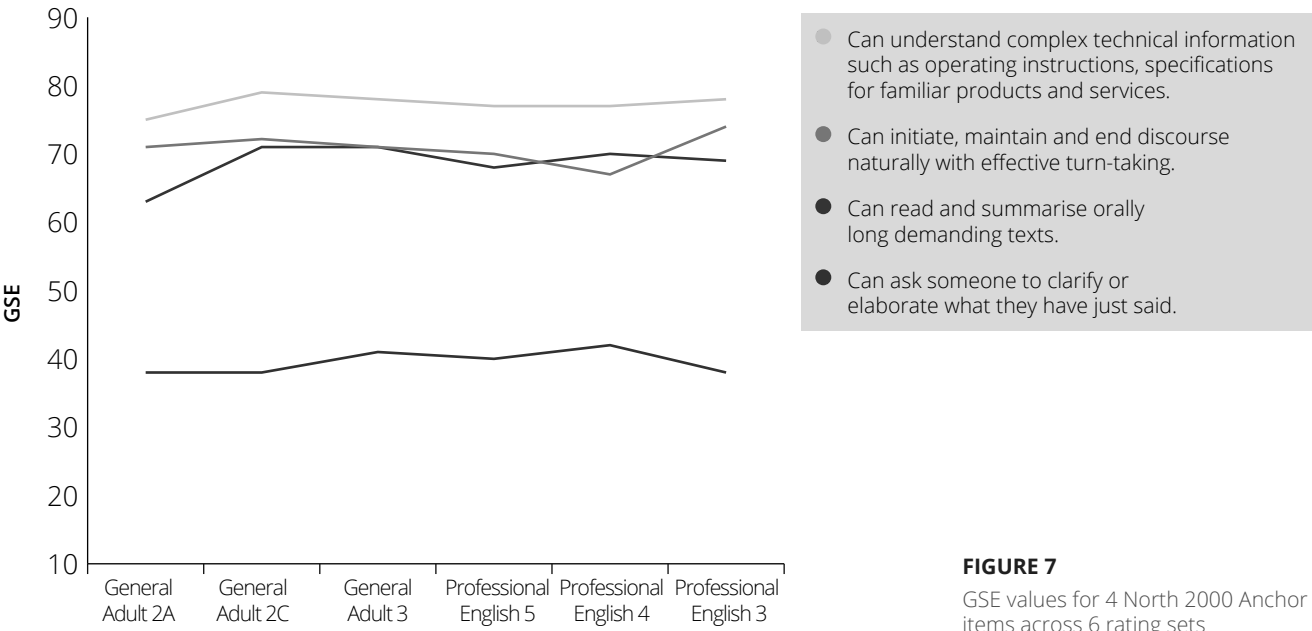 90
80
70
60
50
40
30
20
10
GSE
General
Adult 2A
General
Adult 2C
General
Adult 3
Professional
English 5
Professional
English 4
Professional
English 3
Can understand complex technical information
such as operating instructions, specifications
for familiar products and services.
Can initiate, maintain and end discourse
naturally with effective turn-taking.
Can read and summarise orally
long demanding texts.
Can ask someone to clarify or
elaborate what they have just said.
FIGURE 7
GSE values for 4 North 2000 Anchor
items across 6 rating sets